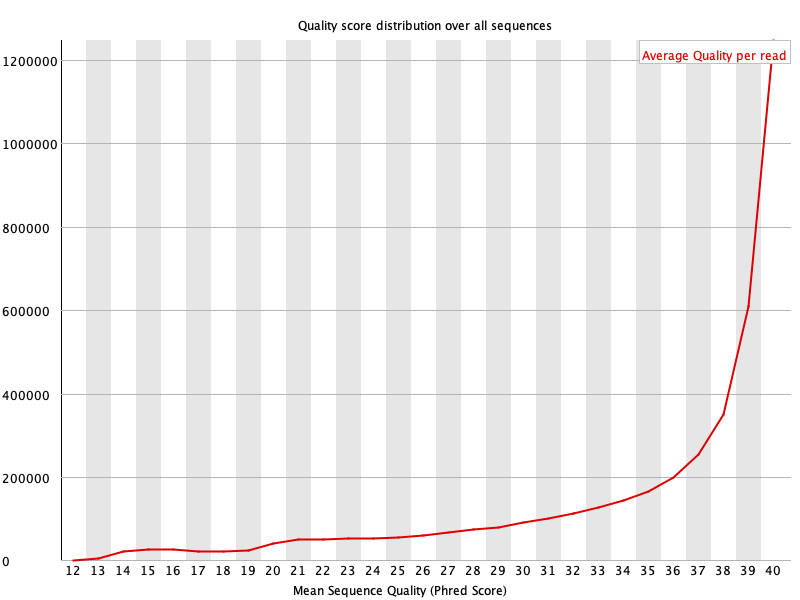 Quality score distribution over all sequences
Average Quality per read
1200000
1000000
800000
600000
400000
200000
0
12 13 14 15 16 17 18 19 20 21 22 23 24 25 26 27 28 29 30 31 32 33 34 35 36 37 38 39 40
Mean Sequence Quality (Phred Score)